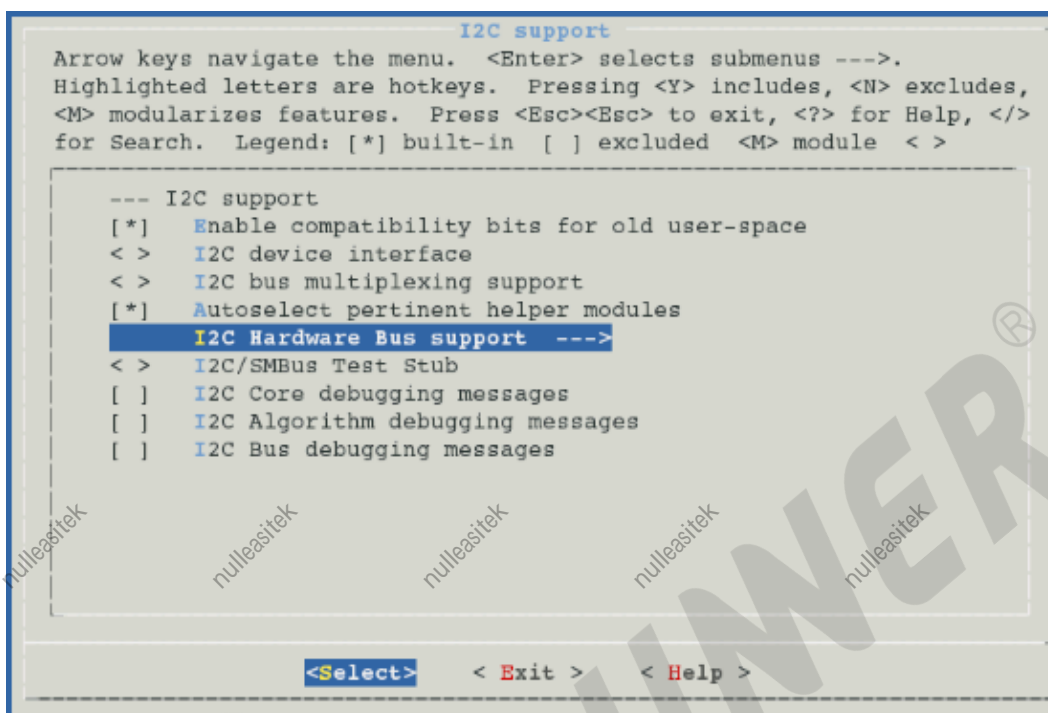 I2C support
Arrow keys navigate the menu.  <Enter> selects submenus --->.
Highlighted letters are hotkeys.  Pressing <Y> includes, <N> excludes,
<M> modularizes features.  Press <Esc><Esc> to exit, <?> for Help, </>
for Search.  Legend: [*] built-in  [ ] excluded  <M> module  < >
--- I2C support
[*]   Enable compatibility bits for old user-space
< >   I2C device interface
< >   I2C bus multiplexing support
[*]   Autoselect pertinent helper modules
I2C Hardware Bus support  --->
< >   I2C/SMBus Test Stub
[ ]   I2C Core debugging messages
[ ]   I2C Algorithm debugging messages
[ ]   I2C Bus debugging messages
nulleasitek nulleasitek nulleasitek nulleasitek nulleasitek
®
<Select>    < Exit >    < Help >